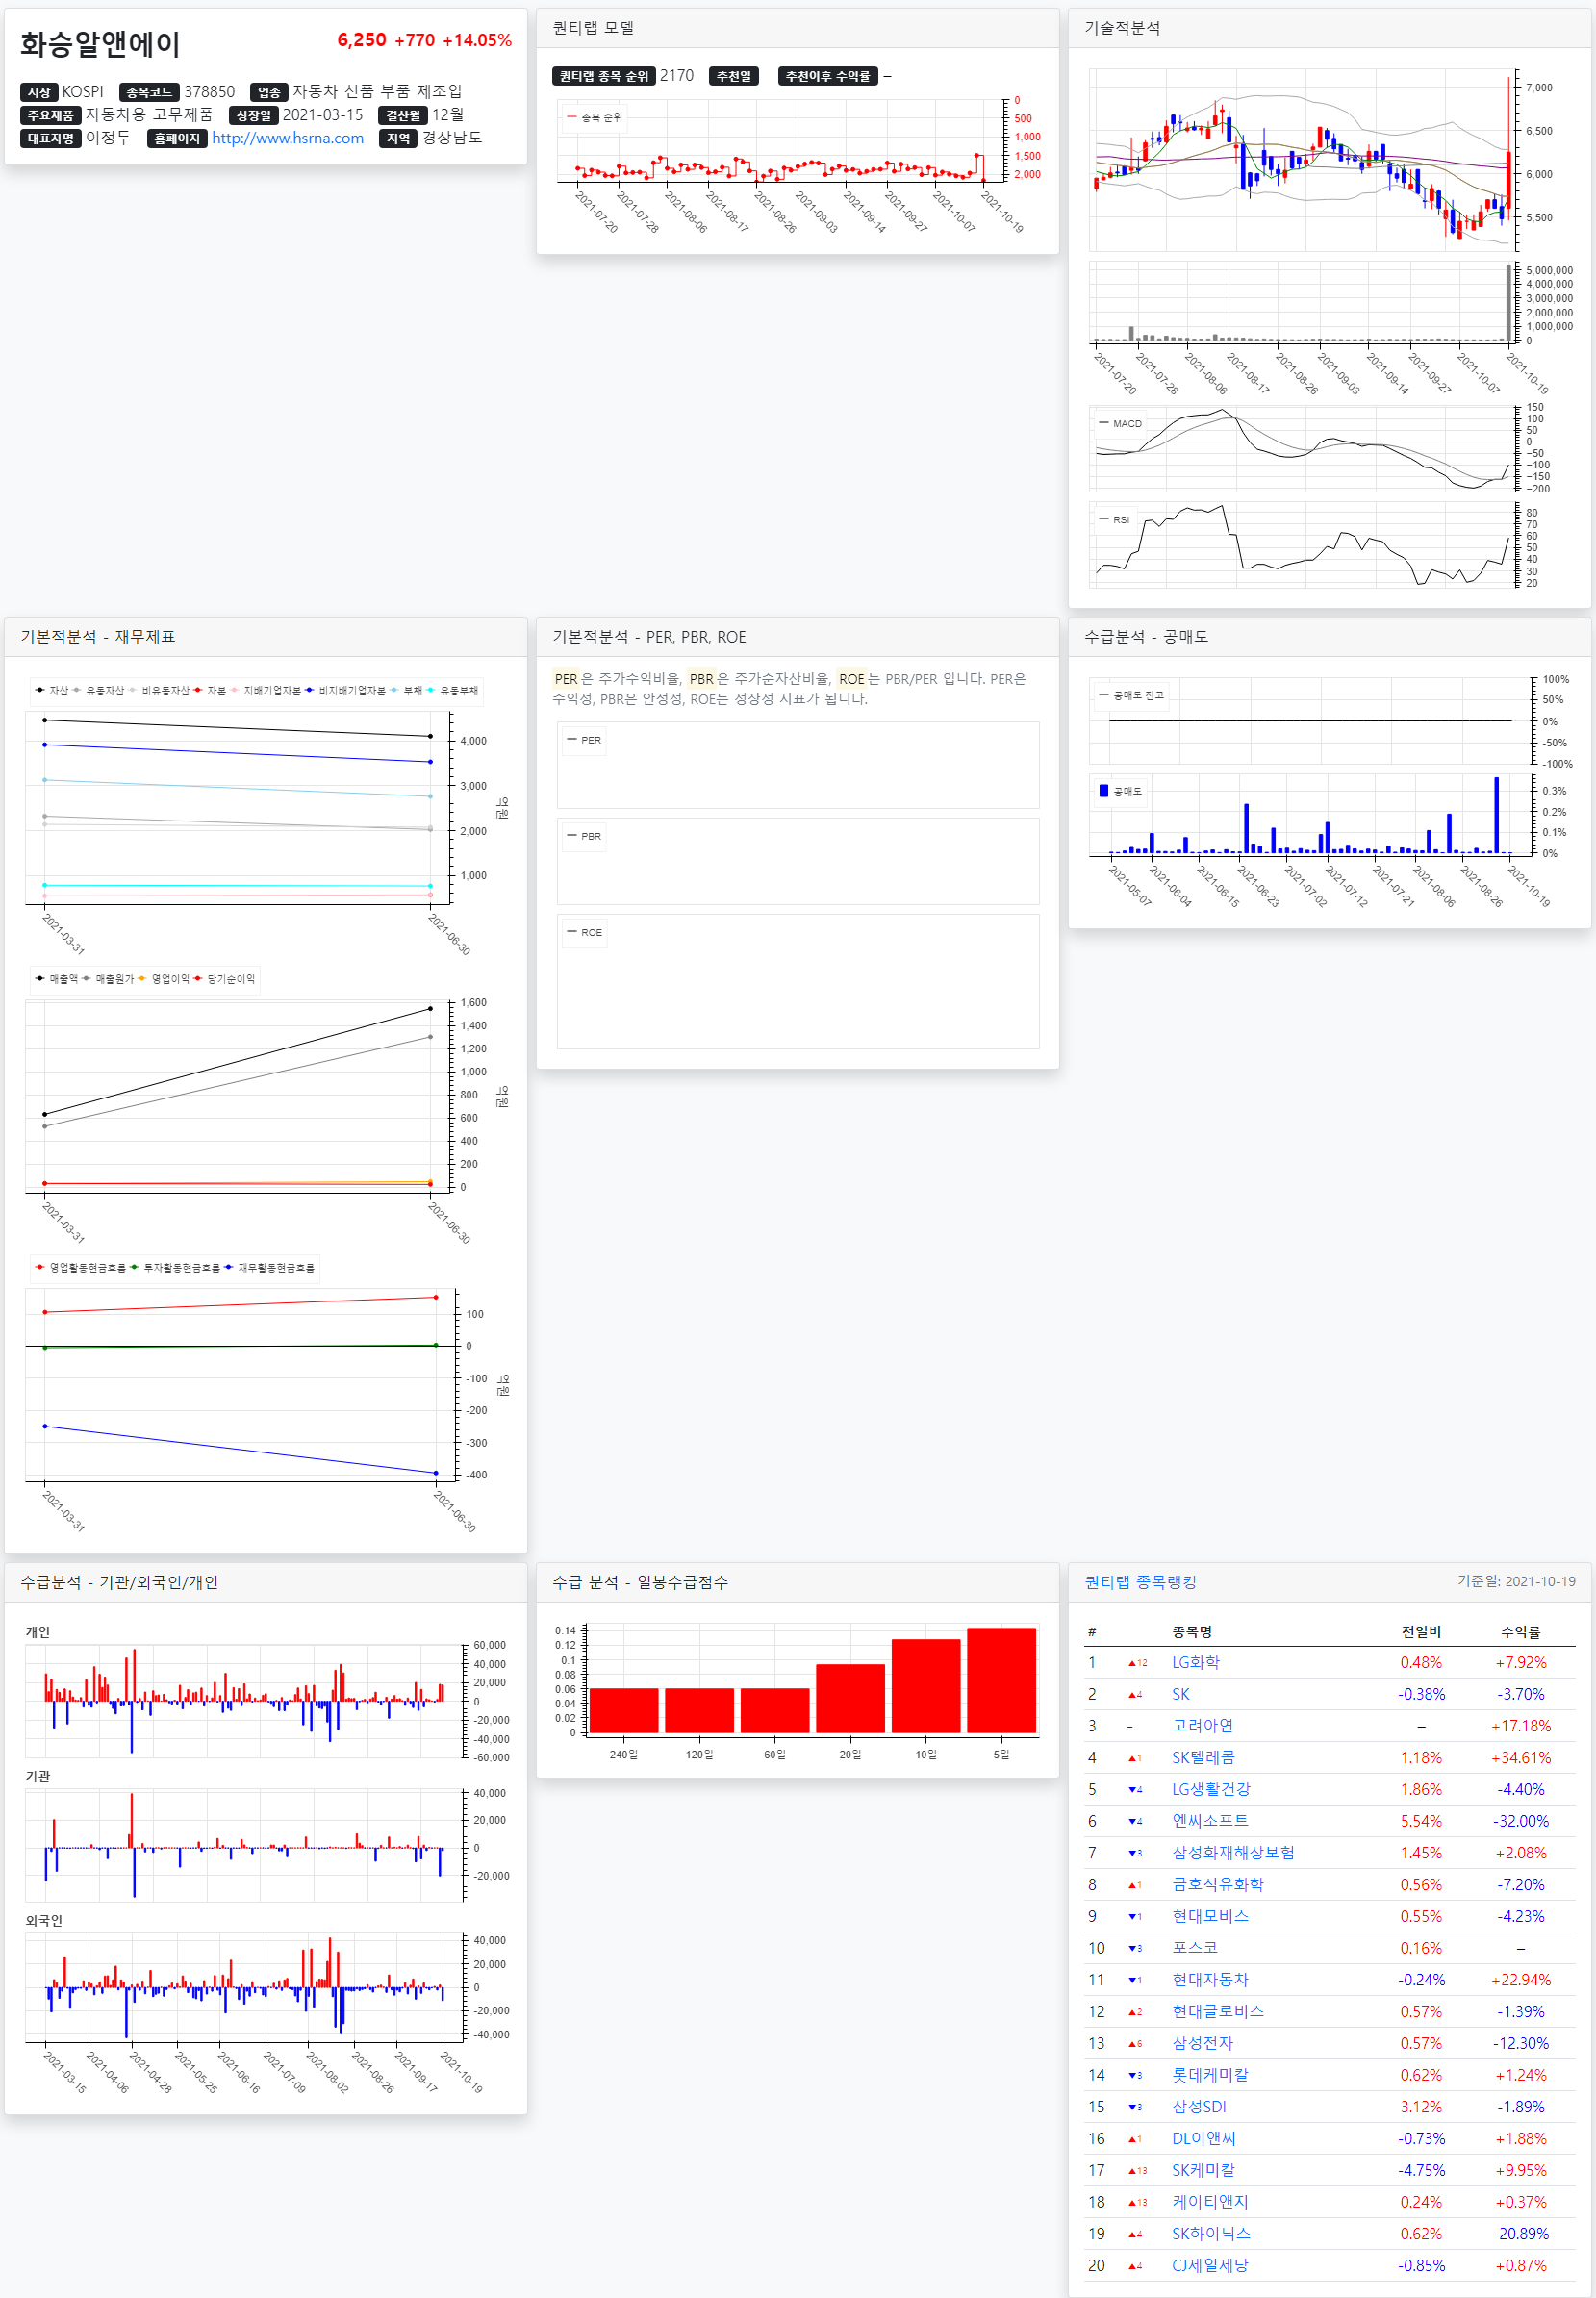 화승알앤에이
6,250 +770 +14.05%
시장 KOSPI 종목코드 378850 업종 자동차 신품 부품 제조업
주요제품 자동차용 고무제품 상장일 2021-03-15 결산월 12월
대표자명 이정두 홈페이지 http://www.hsrna.com 지역 경상남도
퀀티랩 모델
퀀티랩 종목 순위 2170 추천일 추천이후 수익률 –
종목 순위
0
500
1,000
1,500
2,000
2021-07-20 2021-07-28 2021-08-06 2021-08-17 2021-08-26 2021-09-03 2021-09-14 2021-09-27 2021-10-07 2021-10-19
기술적분석
7,000
6,500
6,000
5,500
5,000,000
4,000,000
3,000,000
2,000,000
1,000,000
0
2021-07-20 2021-07-28 2021-08-06 2021-08-17 2021-08-26 2021-09-03 2021-09-14 2021-09-27 2021-10-07 2021-10-19
MACD
150
100
50
0
-50
-100
-150
-200
RSI
80
70
60
50
40
30
20
기본적분석 - 재무제표
자산 유동자산 비유동자산 자본 지배기업자본 비지배기업자본 부채 유동부채
4,000
3,000
2,000
1,000
억원
2021-03-31 2021-06-30
매출액 매출원가 영업이익 당기순이익
1,600
1,400
1,200
1,000
800
600
400
200
0
억원
2021-03-31 2021-06-30
영업활동현금흐름 투자활동현금흐름 재무활동현금흐름
100
0
-100
-200
-300
-400
억원
2021-03-31 2021-06-30
기본적분석 - PER, PBR, ROE
PER은 주가수익비율, PBR은 주가순자산비율, ROE는 PBR/PER 입니다. PER은
수익성, PBR은 안정성, ROE는 성장성 지표가 됩니다.
PER
PBR
ROE
수급분석 - 공매도
공매도 잔고
100%
50%
0%
-50%
-100%
공매도
0.3%
0.2%
0.1%
0%
2021-05-07 2021-06-04 2021-06-15 2021-06-23 2021-07-02 2021-07-12 2021-07-21 2021-08-06 2021-08-26 2021-10-19
수급분석 - 기관/외국인/개인
개인
60,000
40,000
20,000
0
-20,000
-40,000
-60,000
기관
40,000
20,000
0
-20,000
외국인
40,000
20,000
0
-20,000
-40,000
2021-03-15 2021-04-06 2021-04-28 2021-05-25 2021-06-16 2021-07-09 2021-08-02 2021-08-26 2021-09-17 2021-10-19
수급 분석 - 일봉수급점수
0.14
0.12
0.1
0.08
0.06
0.04
0.02
0
240일 120일 60일 20일 10일 5일
퀀티랩 종목랭킹 기준일: 2021-10-19
# 종목명 전일비 수익률
1 ▲12 LG화학 0.48% +7.92%
2 ▲4 SK -0.38% -3.70%
3 - 고려아연 – +17.18%
4 ▲1 SK텔레콤 1.18% +34.61%
5 ▼4 LG생활건강 1.86% -4.40%
6 ▼4 엔씨소프트 5.54% -32.00%
7 ▼3 삼성화재해상보험 1.45% +2.08%
8 ▲1 금호석유화학 0.56% -7.20%
9 ▼1 현대모비스 0.55% -4.23%
10 ▼3 포스코 0.16% –
11 ▼1 현대자동차 -0.24% +22.94%
12 ▲2 현대글로비스 0.57% -1.39%
13 ▲6 삼성전자 0.57% -12.30%
14 ▼3 롯데케미칼 0.62% +1.24%
15 ▼3 삼성SDI 3.12% -1.89%
16 ▲1 DL이앤씨 -0.73% +1.88%
17 ▲13 SK케미칼 -4.75% +9.95%
18 ▲13 케이티앤지 0.24% +0.37%
19 ▲4 SK하이닉스 0.62% -20.89%
20 ▲4 CJ제일제당 -0.85% +0.87%